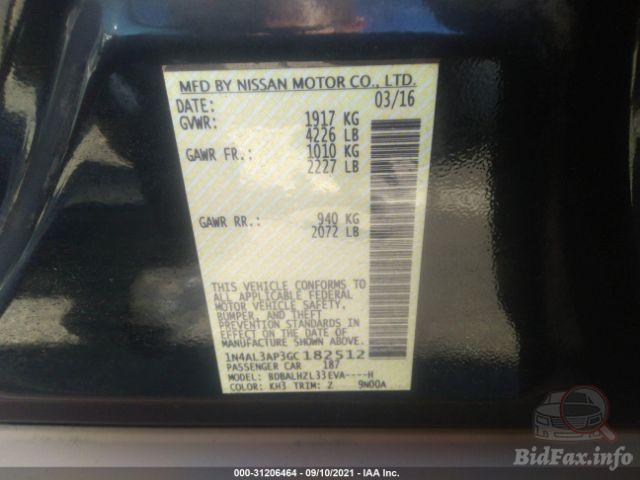 MFD BY NISSAN MOTOR CO., LTD.
DATE: 03/16
GVWR: 1917 KG
4226 LB
GAWR FR.: 1010 KG
2227 LB
GAWR RR.: 940 KG
2072 LB
THIS VEHICLE CONFORMS TO
ALL APPLICABLE FEDERAL
MOTOR VEHICLE SAFETY,
BUMPER, AND THEFT
PREVENTION STANDARDS IN
EFFECT ON THE DATE OF
MANUFACTURE SHOWN ABOVE.
1N4AL3AP3GC182512
PASSENGER CAR 187
MODEL: BDBALHZL33EVA----H
COLOR: KH3 TRIM: Z 9N00A
BidFax.info
000-31206464 - 09/10/2021 - IAA Inc.